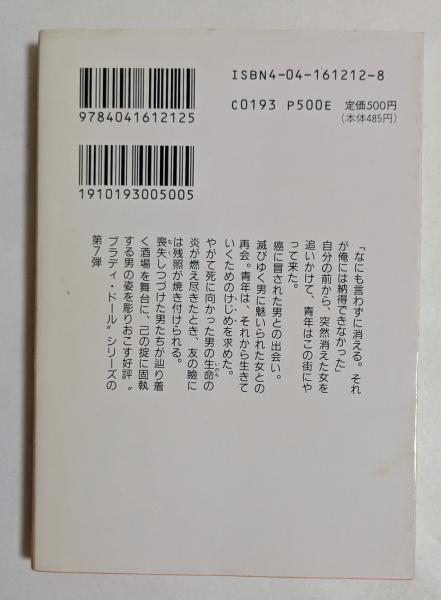 ISBN4-04-161212-8
C0193 P500E 定価500円
(本体485円)
9784041612125
1910193005005
「なにも言わずに消える。それ
が俺には納得できなかった」
自分の前から、突然消えた女を
追いかけて、青年はこの街にや
って来た。
癌に冒された男との出会い。
滅びゆく男に魅いられた女との
再会。青年は、それから生きて
いくためのけじめを求めた。
やがて死に向かった男の生命の
いのち
炎が燃え尽きたとき、友の瞼に
は残照が焼き付けられる。
喪失しつづけた男たちが辿り着
な
く酒場を舞台に、己の掟に固執
する男の姿を彫りおこす好評〝
ブラディ・ドール〟シリーズの
第7弾